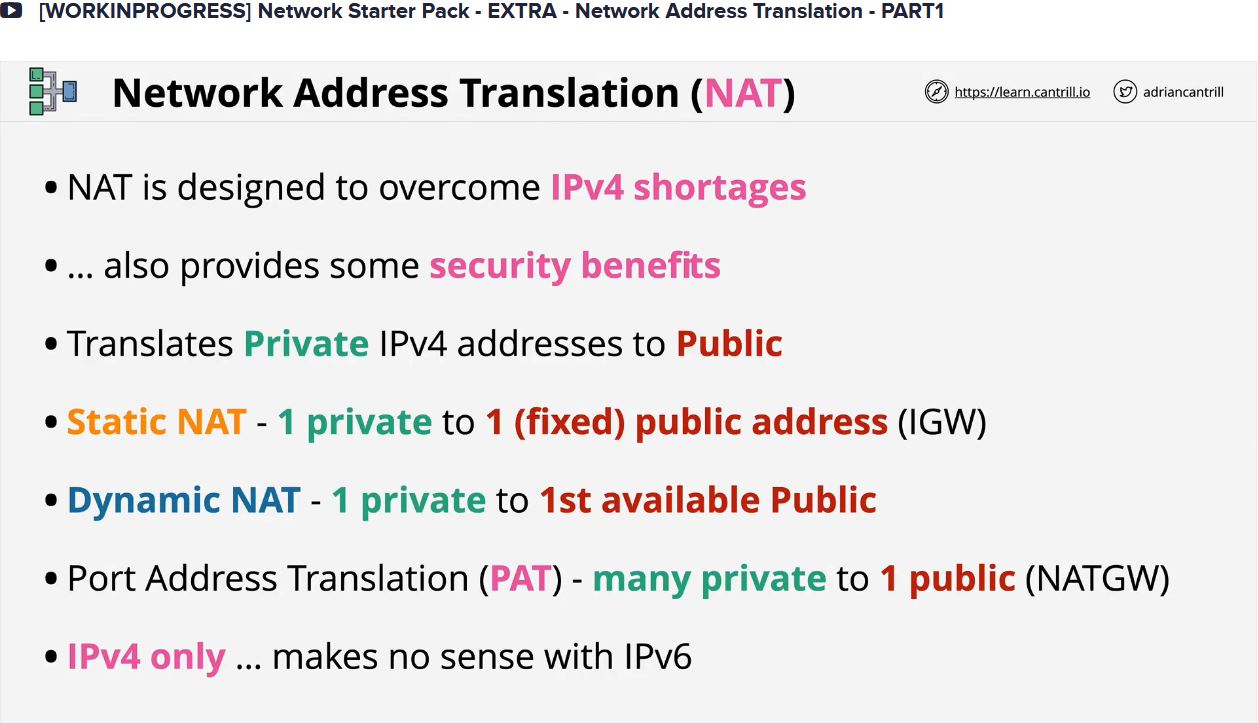 [WORKINPROGRESS] Network Starter Pack - EXTRA - Network Address Translation - PART1
Network Address Translation (NAT)
https://learn.cantrill.io
adriancantrill
• NAT is designed to overcome IPv4 shortages
• ... also provides some security benefits
• Translates Private IPv4 addresses to Public
• Static NAT - 1 private to 1 (fixed) public address (IGW)
• Dynamic NAT - 1 private to 1st available Public
• Port Address Translation (PAT) - many private to 1 public (NATGW)
• IPv4 only ... makes no sense with IPv6